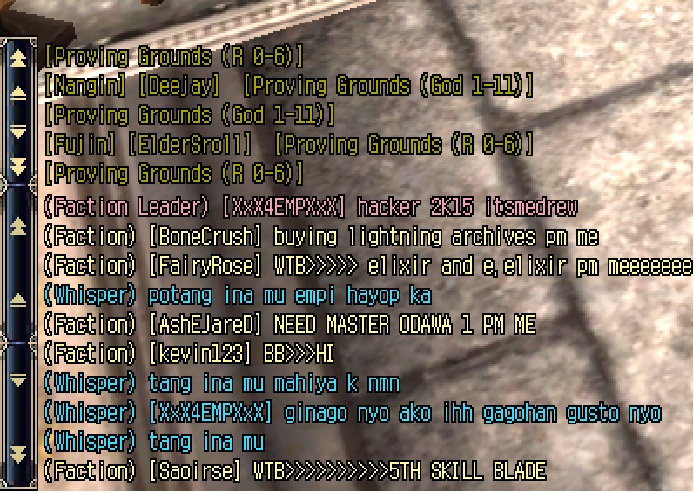 [Proving Grounds (R 0-6)]
[Nangin] [Deejay] [Proving Grounds (God 1-11)]
[Proving Grounds (God 1-11)]
[Fujin] [ElderSroll] [Proving Grounds (R 0-6)]
[Proving Grounds (R 0-6)]
(Faction Leader) [XxX4EMPXxX] hacker 2K15 itsmedrew
(Faction) [BoneCrush] buying lightning archives pm me
(Faction) [FairyRose] WTB>>>>> elixir and e,elixir pm meeeeeee
(Whisper) potang ina mu empi hayop ka
(Faction) [AshEJareD] NEED MASTER ODAWA 1 PM ME
(Faction) [kevin123] BB>>>HI
(Whisper) tang ina mu mahiya k nmn
(Whisper) [XxX4EMPXxX] ginago nyo ako ihh gagohan gusto nyo
(Whisper) tang ina mu
(Faction) [Saoirse] WTB>>>>>>>>>>5TH SKILL BLADE